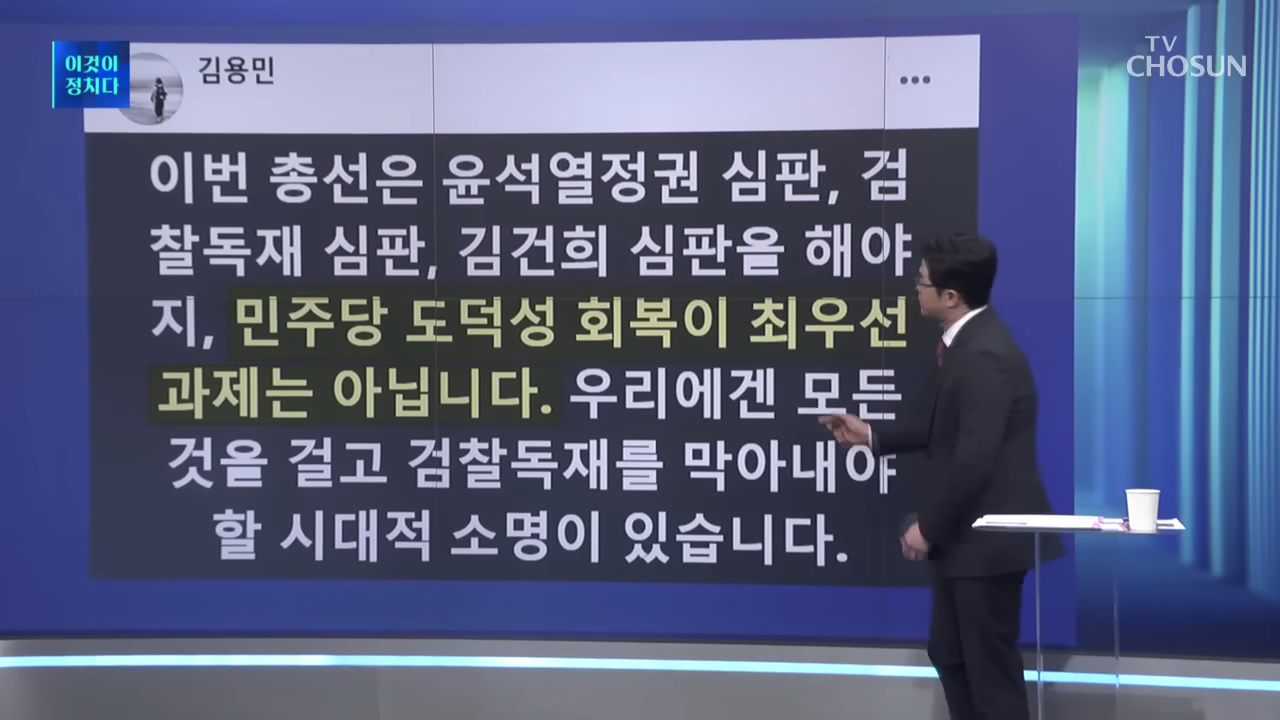 이것이
정치다
김용민
TV
CHOSUN
이번 총선은 윤석열정권 심판, 검
찰독재 심판, 김건희 심판을 해야
지, 민주당 도덕성 회복이 최우선
과제는 아닙니다. 우리에겐 모든
것을 걸고 검찰독재를 막아내야
할 시대적 소명이 있습니다.